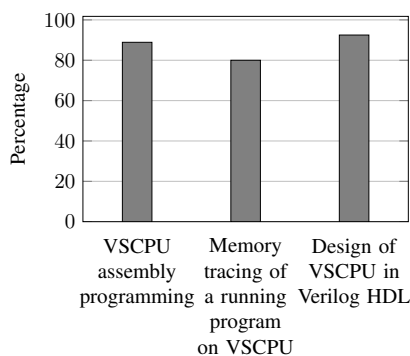 100
80
60
40
20
0
Percentage
VSCPU
assembly
programming
Memory
tracing of
a running
program
on VSCPU
Design of
VSCPU in
Verilog HDL